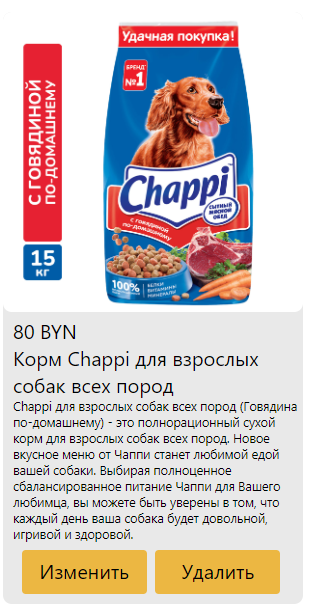 Удачная покупка!
БРЕНД
№1
С ГОВЯДИНОЙ
ПО-ДОМАШНЕМУ
15
КГ
Chappi
СЫТНЫЙ
МЯСНОЙ
ОБЕД
с говядиной
по-домашнему
100%
БЕЛКИ
ВИТАМИНЫ
МИНЕРАЛЫ
80 BYN
Корм Chappi для взрослых
собак всех пород
Chappi для взрослых собак всех пород (Говядина
по-домашнему) - это полнорационный сухой
корм для взрослых собак всех пород. Новое
вкусное меню от Чаппи станет любимой едой
вашей собаки. Выбирая полноценное
сбалансированное питание Чаппи для Вашего
любимца, вы можете быть уверены в том, что
каждый день ваша собака будет довольной,
игривой и здоровой.
Изменить
Удалить